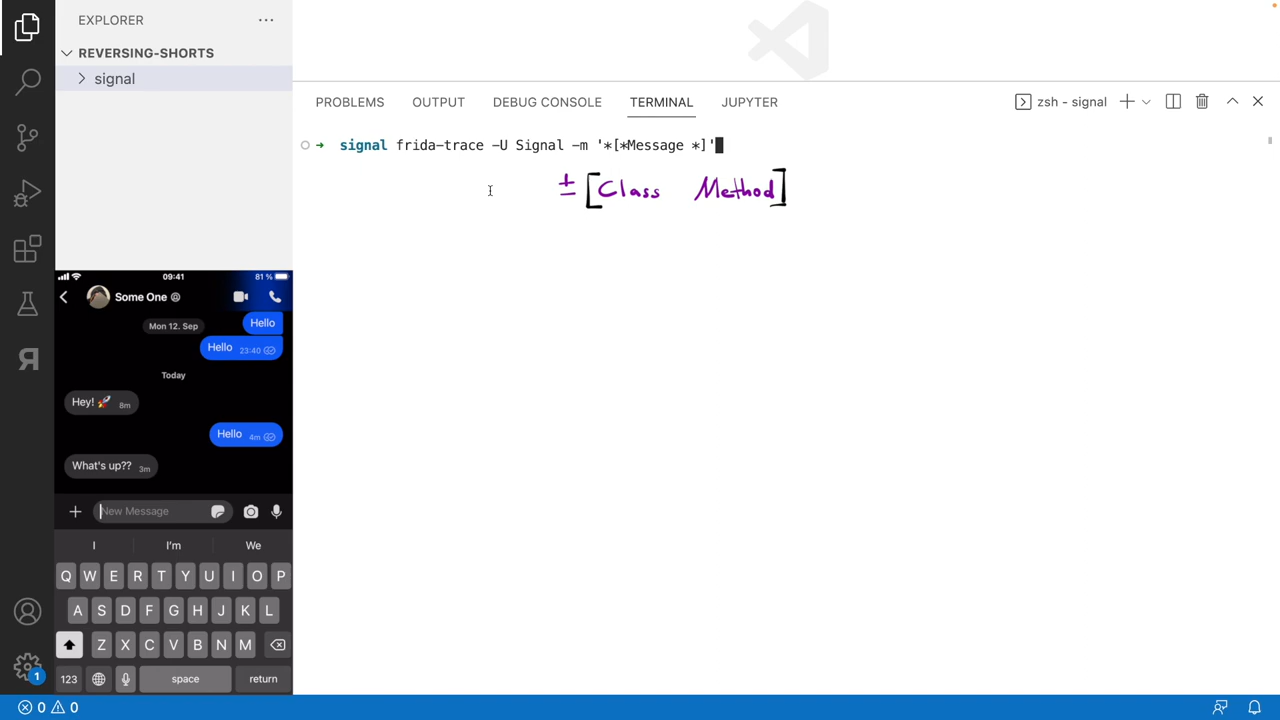 EXPLORER
REVERSING-SHORTS
signal
PROBLEMS OUTPUT DEBUG CONSOLE TERMINAL JUPYTER
zsh - signal
signal frida-trace -U Signal -m '*[*Message *]'
± [Class Method]
09:41 81 %
Some One @
Hello
Mon 12. Sep
Hello 23:40
Today
Hey! 🚀 8m
Hello 4m
What's up?? 3m
New Message
I I'm We
Q W E R T Y U I O P
A S D F G H J K L
Z X C V B N M
123 space return
Я
1
0 0